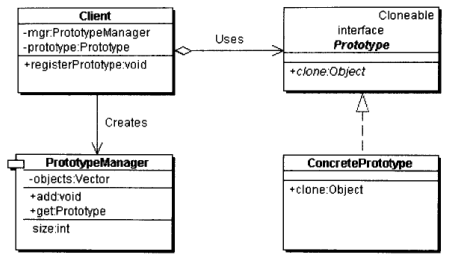 Client
-mgr:PrototypeManager
-prototype:Prototype
+registerPrototype:void
Uses
Cloneable
interface
Prototype
+clone:Object
Creates
PrototypeManager
-objects:Vector
+add:void
+get:Prototype
size:int
ConcretePrototype
+clone:Object